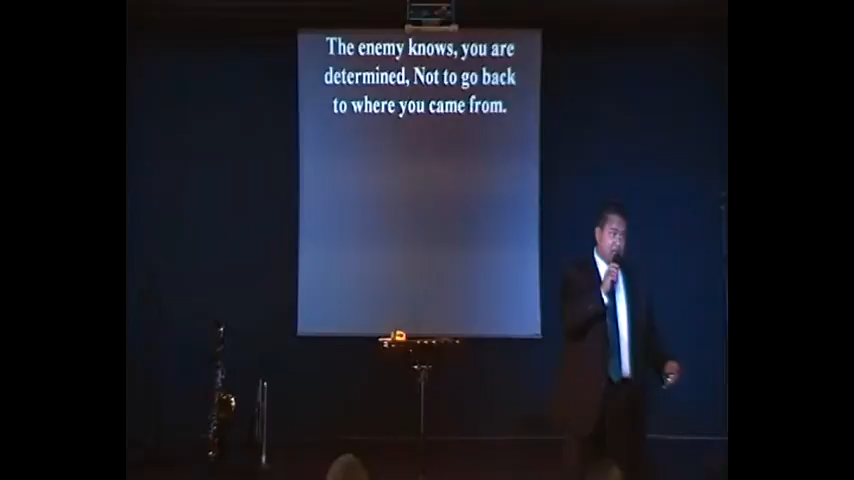 The enemy knows, you are
determined, Not to go back
to where you came from.